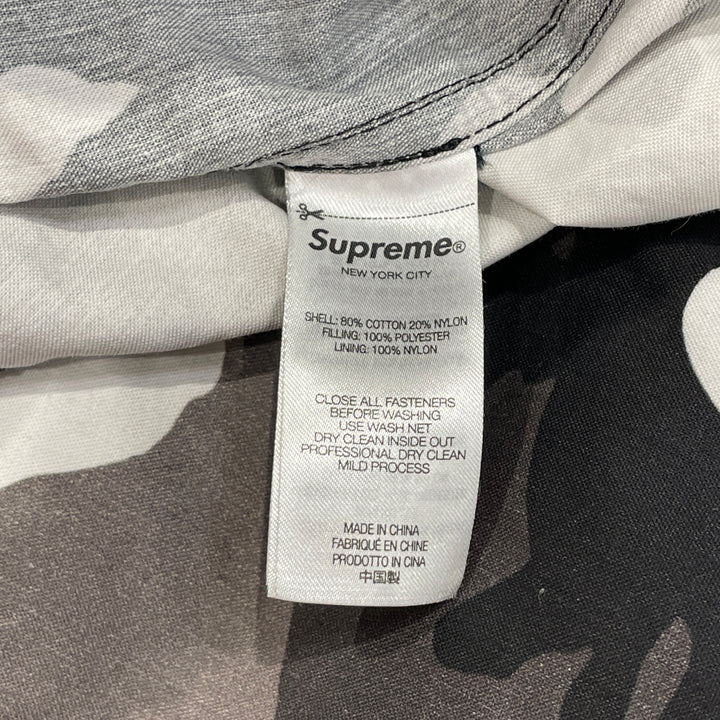 Supreme®
NEW YORK CITY
SHELL: 80% COTTON 20% NYLON
FILLING: 100% POLYESTER
LINING: 100% NYLON
CLOSE ALL FASTENERS
BEFORE WASHING
USE WASH NET
DRY CLEAN INSIDE OUT
PROFESSIONAL DRY CLEAN
MILD PROCESS
MADE IN CHINA
FABRIQUÉ EN CHINE
PRODOTTO IN CINA
中国製